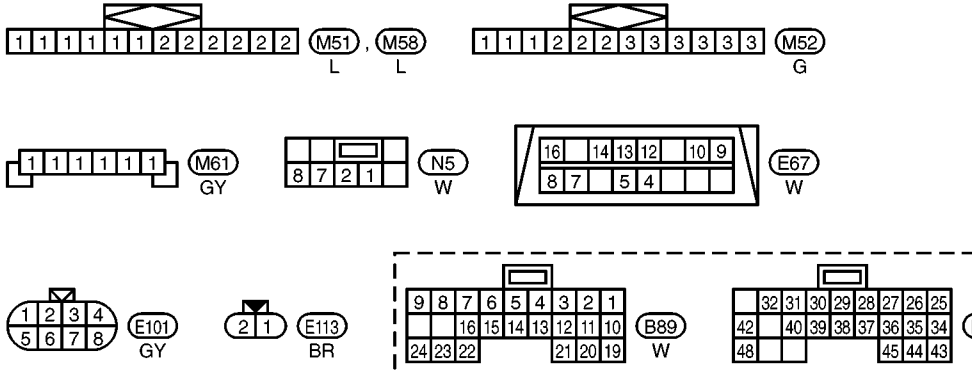 1 1 1 1 1 1 2 2 2 2 2 2 M51 , M58
L L
1 1 1 2 2 2 3 3 3 3 3 3 M52
G
1 1 1 1 1 1 M61
GY
8 7 2 1 N5
W
16 14 13 12 10 9
8 7 5 4 E67
W
1 2 3 4
5 6 7 8 E101
GY
2 1 E113
BR
9 8 7 6 5 4 3 2 1
16 15 14 13 12 11 10
24 23 22 21 20 19 B89
W
32 31 30 29 28 27 26 25
42 40 39 38 37 36 35 34
48 45 44 43